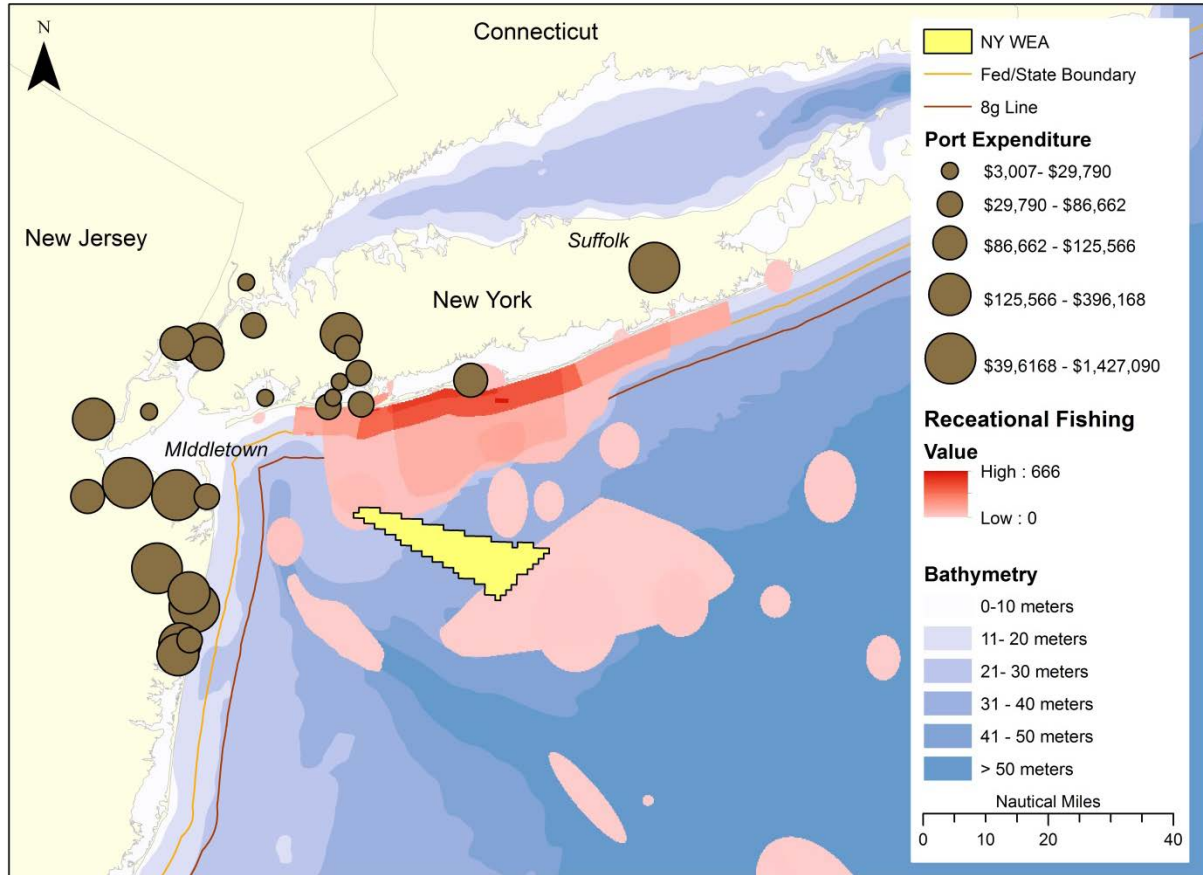 N
Connecticut
New Jersey
Suffolk
New York
MIddletown
NY WEA
Fed/State Boundary
8g Line
Port Expenditure
$3,007- $29,790
$29,790 - $86,662
$86,662 - $125,566
$125,566 - $396,168
$39,6168 - $1,427,090
Receational Fishing
Value
High : 666
Low : 0
Bathymetry
0-10 meters
11- 20 meters
21- 30 meters
31 - 40 meters
41 - 50 meters
> 50 meters
Nautical Miles
0 10 20 40